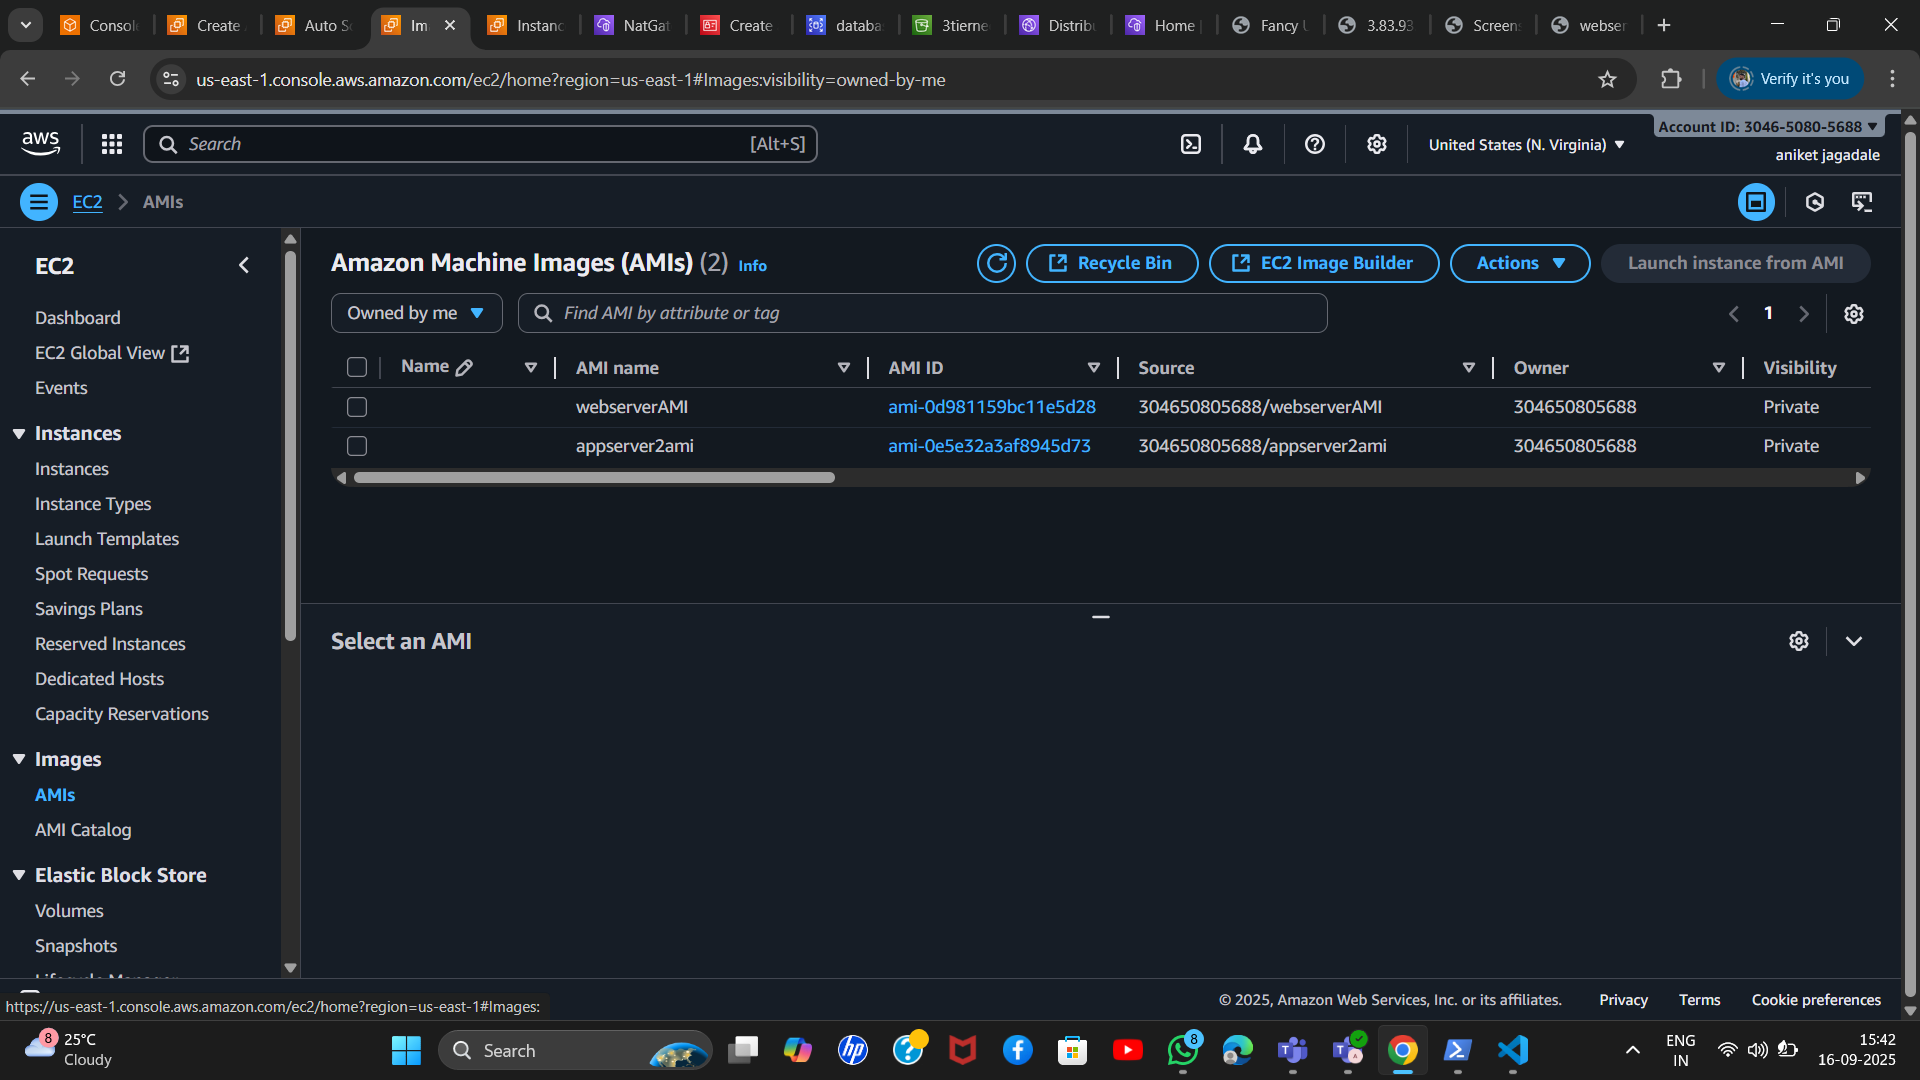 Consol
Create
Auto Sc
Im
Instanc
NatGat
Create
databa
3tierne
Distribu
Home
Fancy U
3.83.93
Screens
webser
us-east-1.console.aws.amazon.com/ec2/home?region=us-east-1#Images:visibility=owned-by-me
Verify it's you
aws
Search
[Alt+S]
United States (N. Virginia)
Account ID: 3046-5080-5688
aniket jagadale
EC2
AMIs
EC2
Dashboard
EC2 Global View
Events
Instances
Instances
Instance Types
Launch Templates
Spot Requests
Savings Plans
Reserved Instances
Dedicated Hosts
Capacity Reservations
Images
AMIs
AMI Catalog
Elastic Block Store
Volumes
Snapshots
Lifecycle Manager
Amazon Machine Images (AMIs) (2) Info
Recycle Bin
EC2 Image Builder
Actions
Launch instance from AMI
Owned by me
Find AMI by attribute or tag
1
Name AMI name AMI ID Source Owner Visibility
webserverAMI ami-0d981159bc11e5d28 304650805688/webserverAMI 304650805688 Private
appserver2ami ami-0e5e32a3af8945d73 304650805688/appserver2ami 304650805688 Private
Select an AMI
https://us-east-1.console.aws.amazon.com/ec2/home?region=us-east-1#Images:
© 2025, Amazon Web Services, Inc. or its affiliates.
Privacy
Terms
Cookie preferences
8
25°C
Cloudy
Search
hp
8
ENG
IN
15:42
16-09-2025